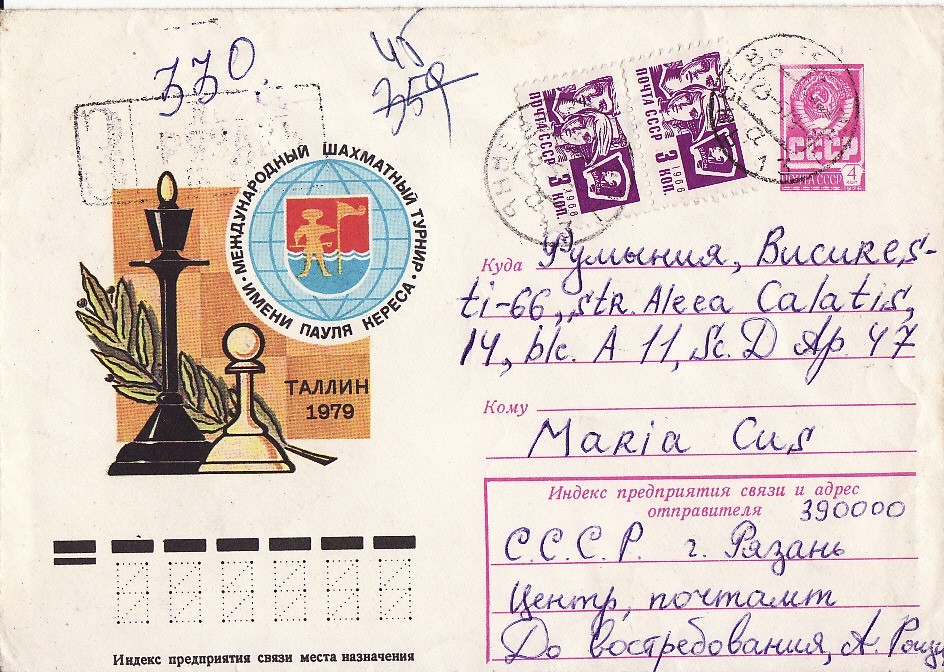 330.
45
359
ПОЧТА СССР
3 КОП.
1966
ПОЧТА СССР
3 КОП.
1966
СССР
ПОЧТА СССР 4 КОП
МЕЖДУНАРОДНЫЙ ШАХМАТНЫЙ ТУРНИР
• ИМЕНИ ПАУЛЯ КЕРЕСА •
ТАЛЛИН
1979
Куда Румыния, Bucures-
ti-66, str. Aleea Calatis,
14, blc. A 11, Sc. D Ap 47
Кому
Maria Cus
Индекс предприятия связи и адрес
отправителя 390000
С.С.С.Р. г. Рязань
Центр, почтамт
До востребования, А.
Индекс предприятия связи места назначения